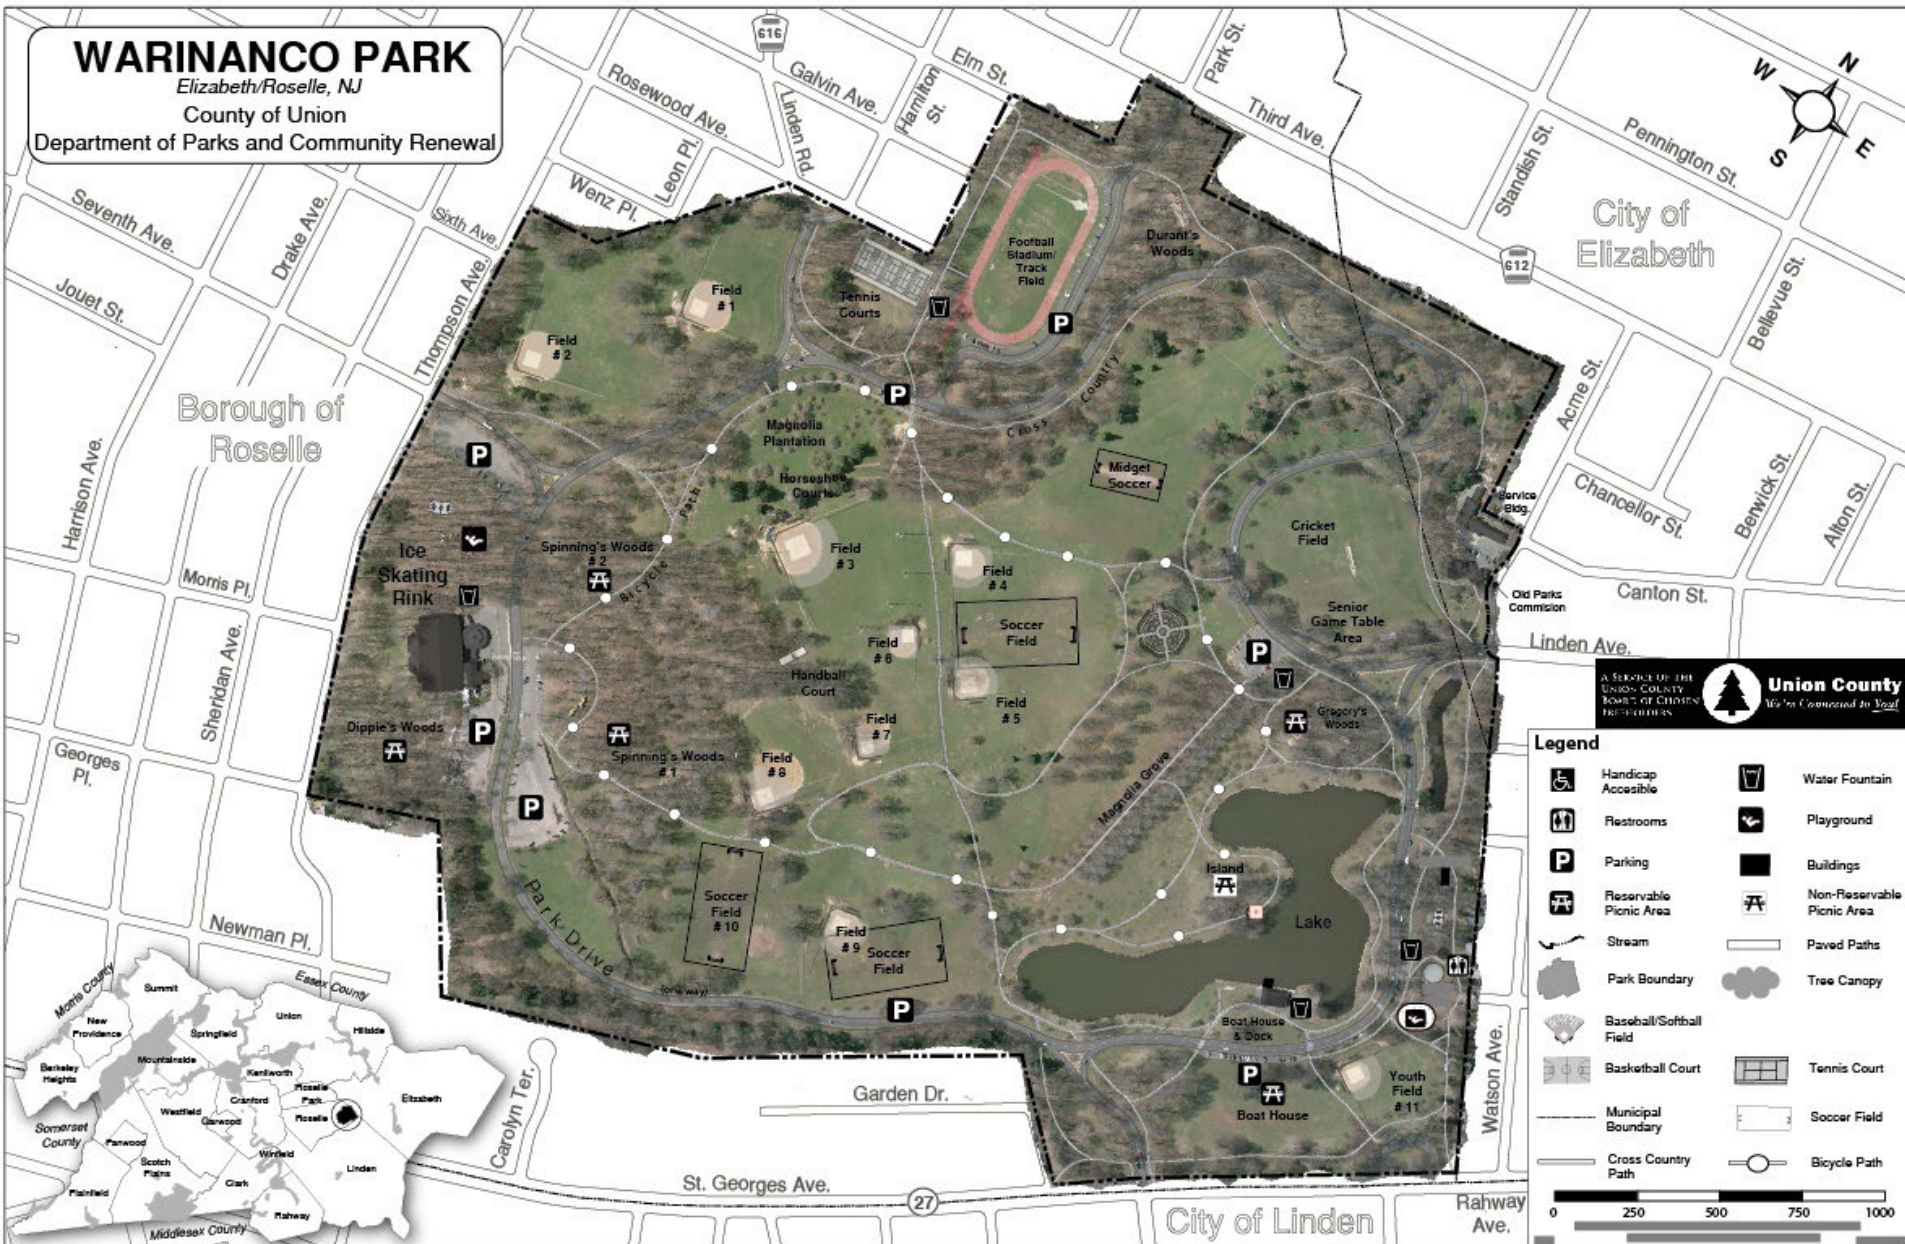 WARINANCO PARK
Elizabeth/Roselle, NJ
County of Union
Department of Parks and Community Renewal
616
Galvin Ave.
Elm St.
Park St.
Hamilton
St.
Rosewood Ave.
Linden Rd.
Leon Pl.
Wenz Pl.
Third Ave.
Standish St.
Pennington St.
N
W
E
S
City of
Elizabeth
612
Bellevue St.
Seventh Ave.
Drake Ave.
Sixth Ave.
Jouet St.
Thompson Ave.
Borough of
Roselle
Harrison Ave.
Morris Pl.
Sheridan Ave.
Georges
Pl.
Newman Pl.
Acme St.
Chancellor St.
Berwick St.
Alton St.
Canton St.
Linden Ave.
Football
Stadium/
Track
Field
Durant's
Woods
Tennis
Courts
Field
# 1
Field
# 2
P
P
P
Cross Country
Magnolia
Plantation
Horseshoe
Courts
Midget
Soccer
Cricket
Field
Service
Bldg.
Old Parks
Commision
Ice
Skating
Rink
Spinning's Woods
# 2
Bicycle Path
Field
# 3
Field
# 4
Soccer
Field
Senior
Game Table
Area
Field
# 6
Handball
Court
Field
# 5
Field
# 7
Field
# 8
P
Gregory's
Woods
Dippie's Woods
P
Spinning's Woods
# 1
P
Magnolia Grove
Island
Lake
Park Drive
(one way)
Soccer
Field
# 10
Field
# 9
Soccer
Field
P
Boat House
& Dock
P
Boat House
Youth
Field
# 11
Watson Ave.
Garden Dr.
Carolyn Ter.
St. Georges Ave.
27
City of Linden
Rahway
Ave.
A SERVICE OF THE
UNION COUNTY
BOARD OF CHOSEN
FREEHOLDERS
Union County
We're Connected to You!
Legend
Handicap
Accesible
Water Fountain
Restrooms
Playground
P
Parking
Buildings
Reservable
Picnic Area
Non-Reservable
Picnic Area
Stream
Paved Paths
Park Boundary
Tree Canopy
Baseball/Softball
Field
Basketball Court
Tennis Court
Municipal
Boundary
Soccer Field
Cross Country
Path
Bicycle Path
0 250 500 750 1000
Morris County
Essex County
Summit
New
Providence
Springfield
Union
Hillside
Berkeley
Heights
Mountainside
Kenilworth
Roselle
Park
Elizabeth
Cranford
Roselle
Westfield
Garwood
Somerset
County
Fanwood
Scotch
Plains
Winfield
Linden
Clark
Plainfield
Rahway
Middlesex County